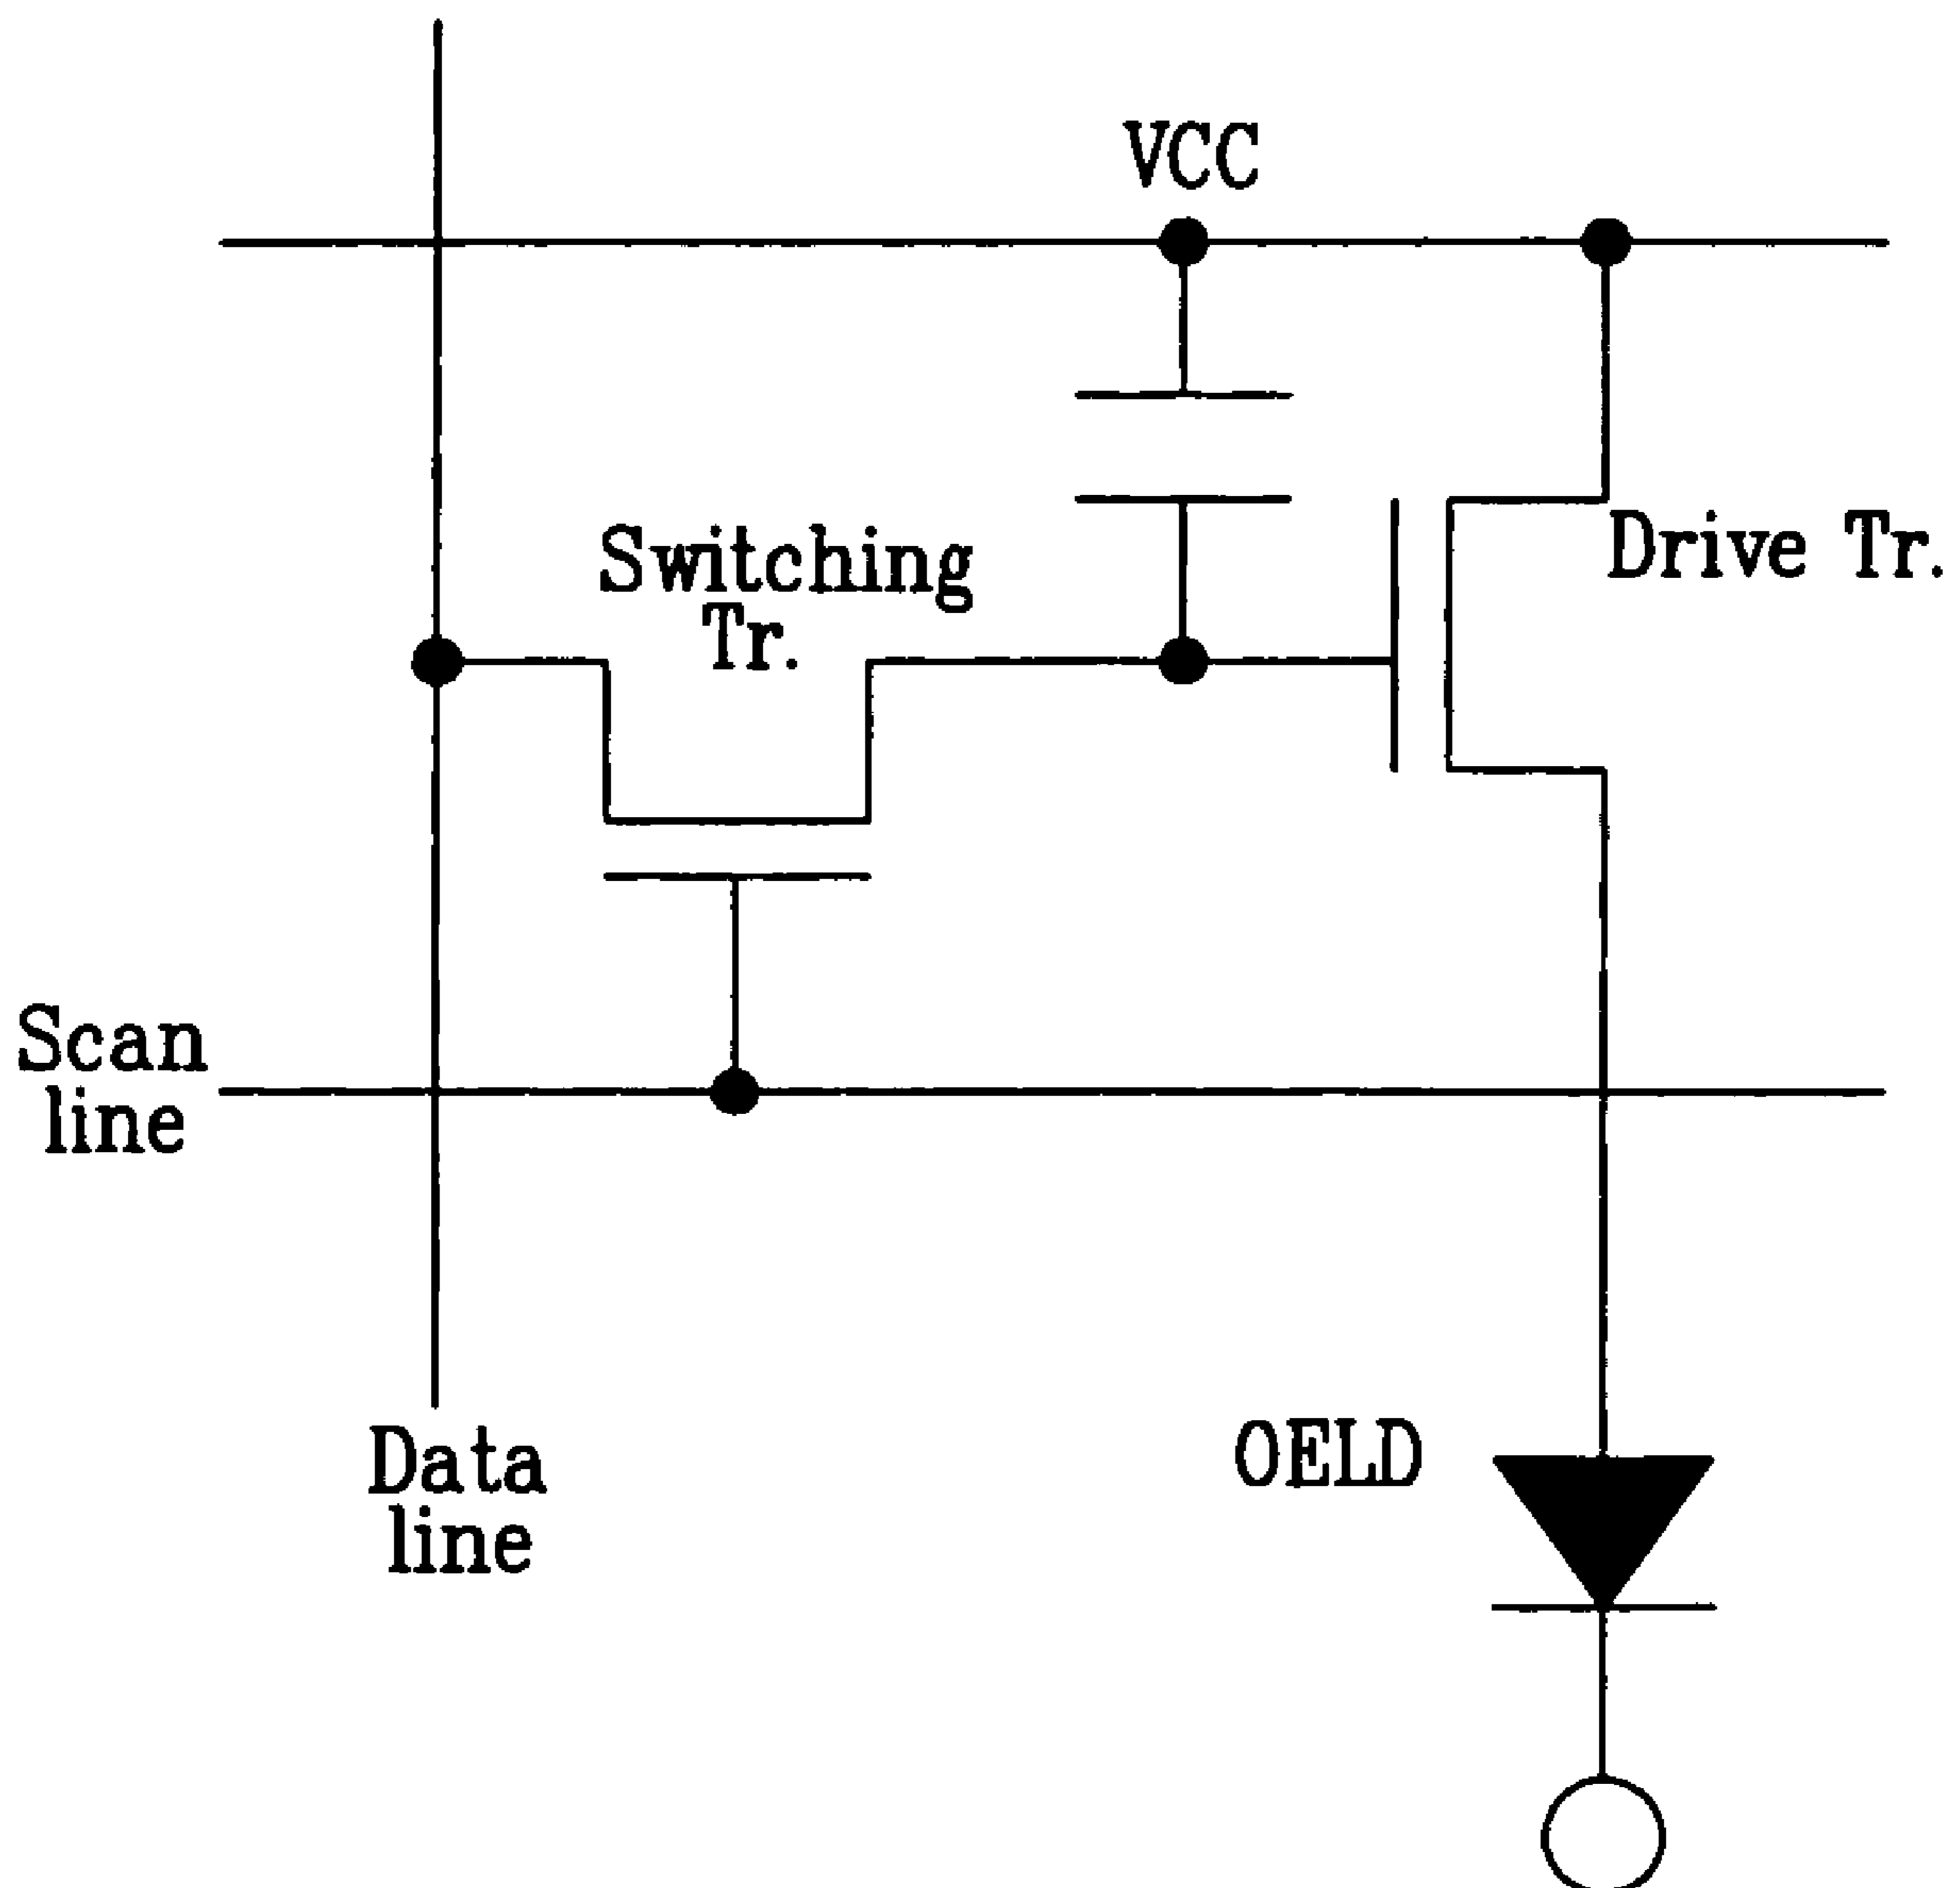 VCC
Switching
Tr.
Drive Tr.
Scan
line
Data
line
OELD